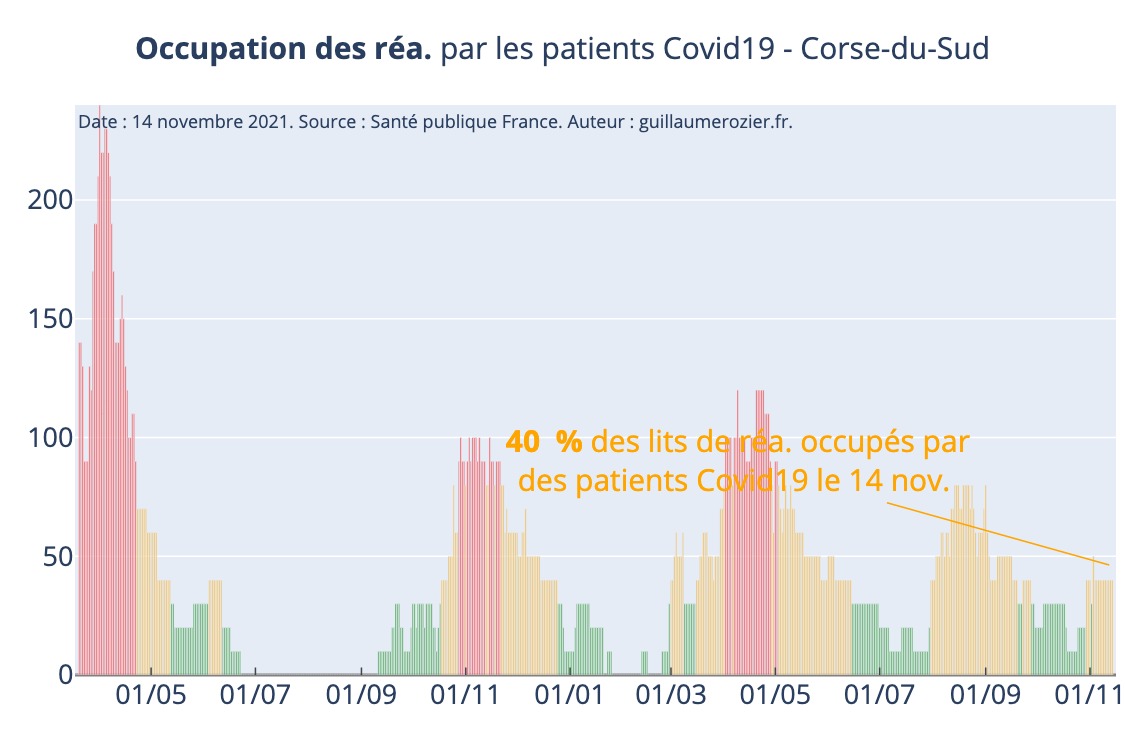 Occupation des réa. par les patients Covid19 - Corse-du-Sud
Date : 14 novembre 2021. Source : Santé publique France. Auteur : guillaumerozier.fr.
200
150
100
40 % des lits de réa. occupés par
des patients Covid19 le 14 nov.
50
0
01/05 01/07 01/09 01/11 01/01 01/03 01/05 01/07 01/09 01/11